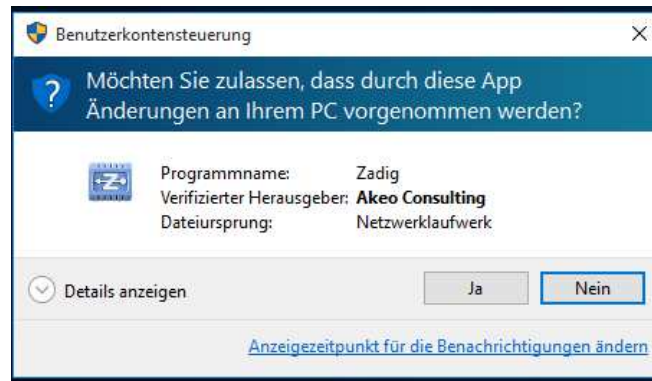 Benutzerkontensteuerung
Möchten Sie zulassen, dass durch diese App
Änderungen an Ihrem PC vorgenommen werden?
Programmname: Zadig
Verifizierter Herausgeber: Akeo Consulting
Dateiursprung: Netzwerklaufwerk
Details anzeigen
Ja
Nein
Anzeigezeitpunkt für die Benachrichtigungen ändern